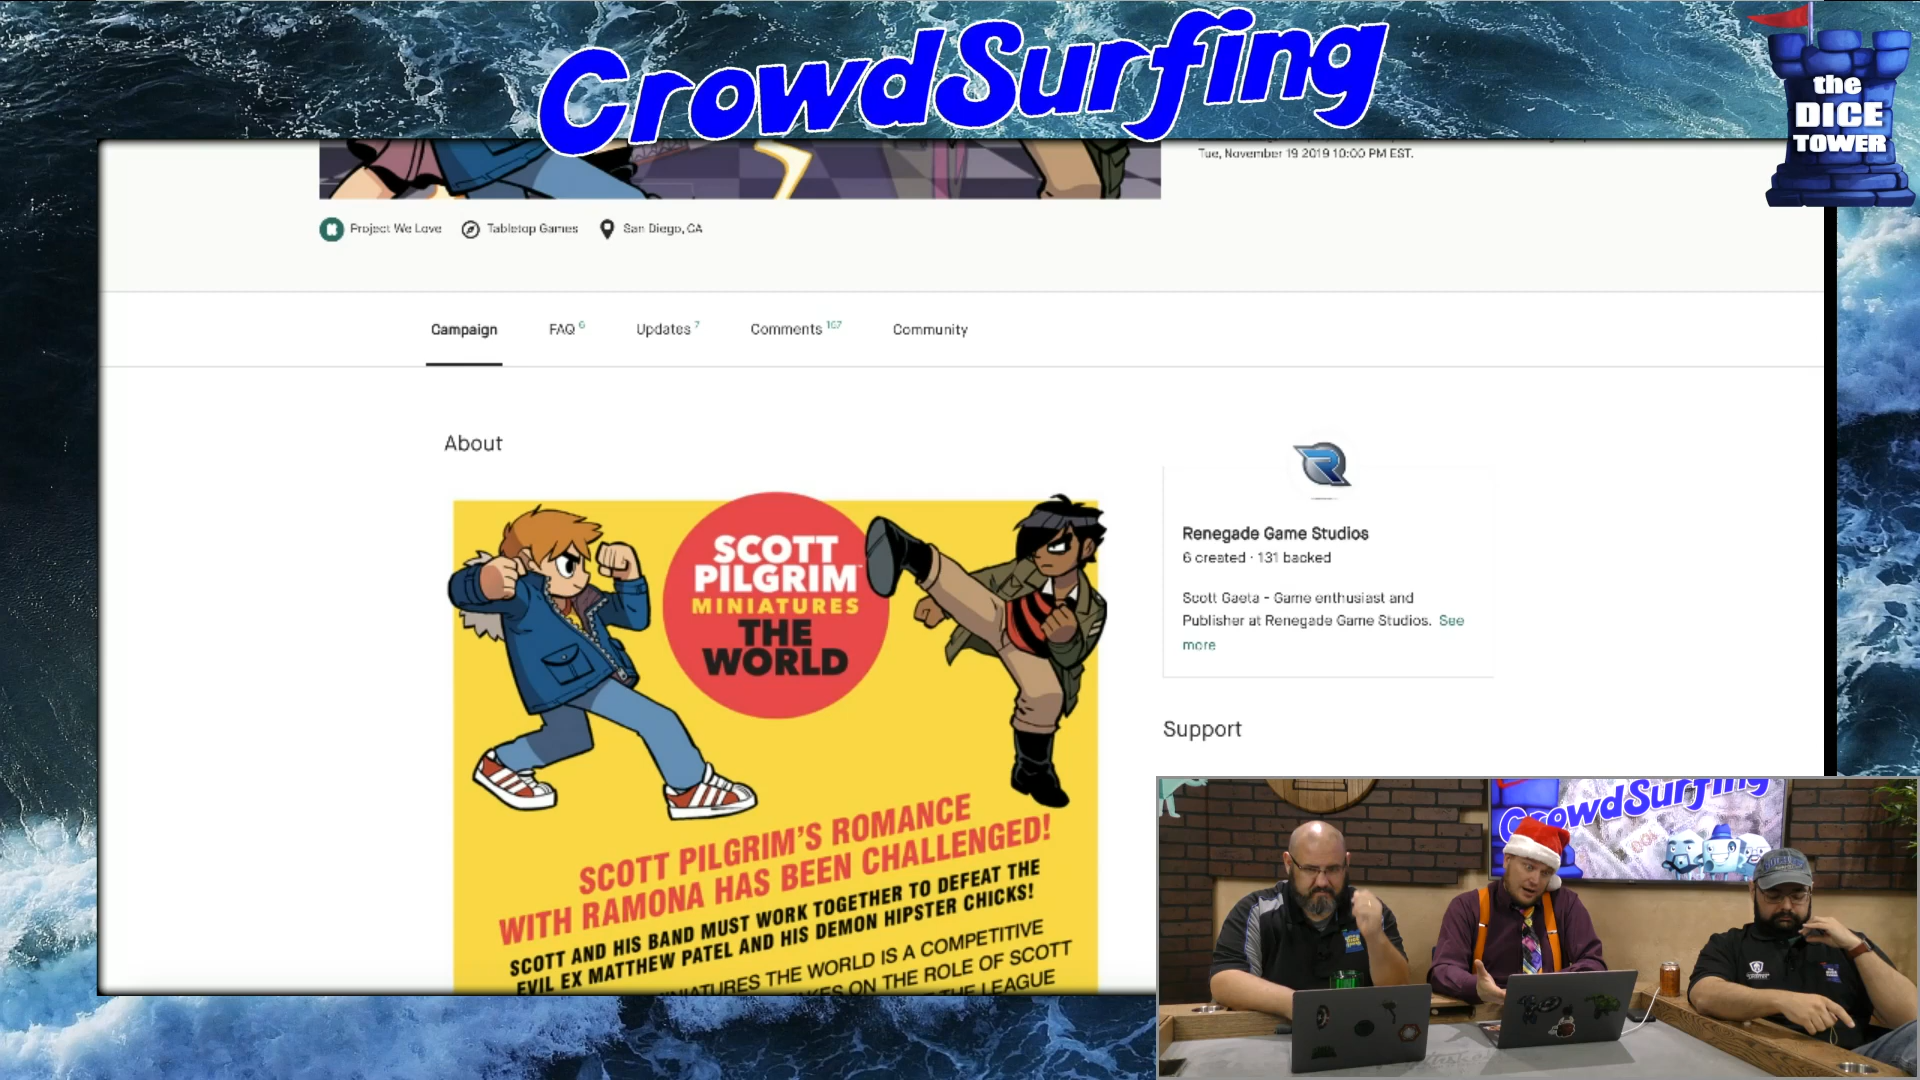 CrowdSurfing
the
DICE
TOWER
Tue, November 19 2019 10:00 PM EST.
Project We Love
Tabletop Games
San Diego, CA
Campaign
FAQ 6
Updates 7
Comments 167
Community
About
SCOTT
PILGRIM
MINIATURES
THE
WORLD
SCOTT PILGRIM'S ROMANCE
WITH RAMONA HAS BEEN CHALLENGED!
SCOTT AND HIS BAND MUST WORK TOGETHER TO DEFEAT THE
EVIL EX MATTHEW PATEL AND HIS DEMON HIPSTER CHICKS!
THE WORLD IS A COMPETITIVE
ON THE ROLE OF SCOTT
THE LEAGUE
Renegade Game Studios
6 created · 131 backed
Scott Gaeta - Game enthusiast and
Publisher at Renegade Game Studios. See
more
Support
CrowdSurfing